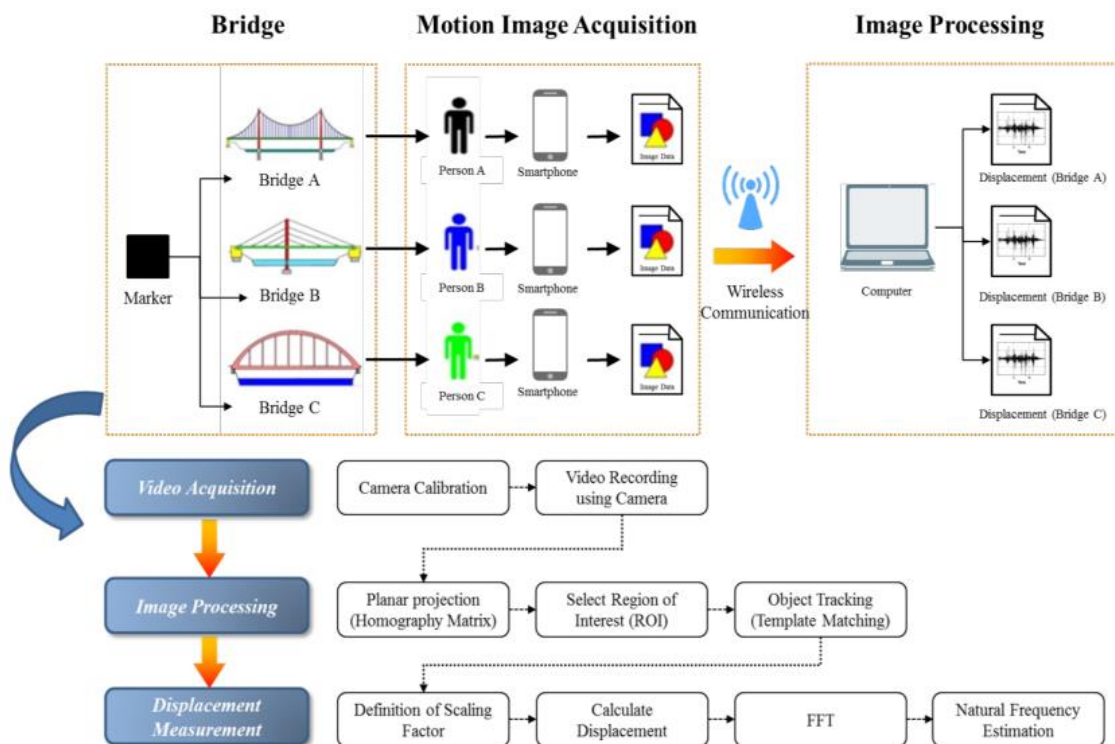 Bridge
Motion Image Acquisition
Image Processing
Bridge A
Person A
Smartphone
Image Data
Displacement (Bridge A)
Marker
Bridge B
Person B
Smartphone
Image Data
Wireless
Communication
Computer
Displacement (Bridge B)
Bridge C
Person C
Smartphone
Image Data
Displacement (Bridge C)
Video Acquisition
Camera Calibration
Video Recording
using Camera
Image Processing
Planar projection
(Homography Matrix)
Select Region of
Interest (ROI)
Object Tracking
(Template Matching)
Displacement
Measurement
Definition of Scaling
Factor
Calculate
Displacement
FFT
Natural Frequency
Estimation